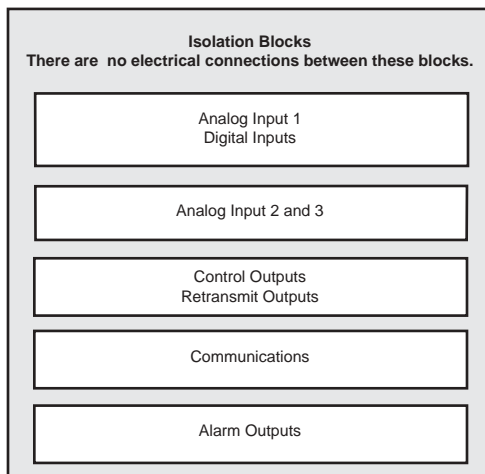 Isolation Blocks
There are no electrical connections between these blocks.
Analog Input 1
Digital Inputs
Analog Input 2 and 3
Control Outputs
Retransmit Outputs
Communications
Alarm Outputs